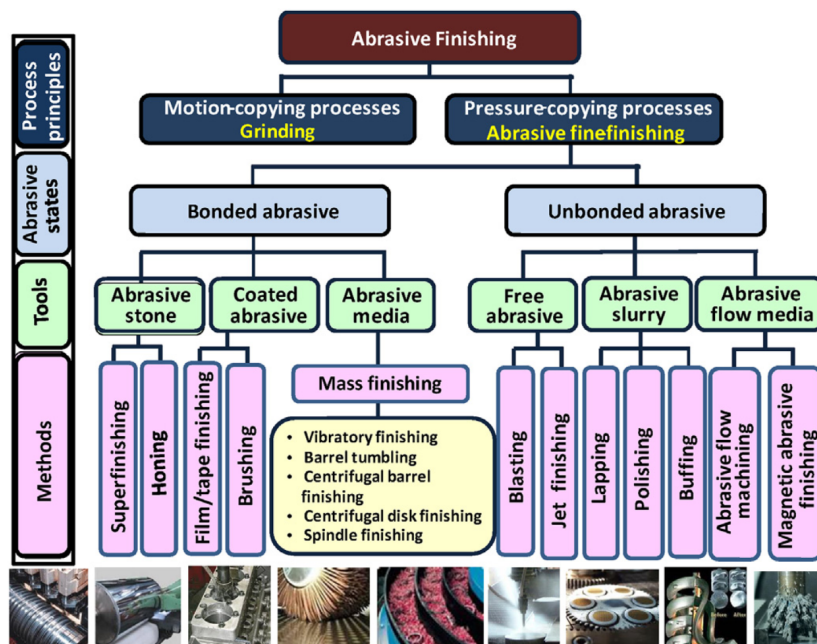 Abrasive Finishing
Process
principles
Motion-copying processes
Grinding
Pressure-copying processes
Abrasive finefinishing
Abrasive
states
Bonded abrasive
Unbonded abrasive
Tools
Abrasive
stone
Coated
abrasive
Abrasive
media
Free
abrasive
Abrasive
slurry
Abrasive
flow media
Methods
Superfinishing
Honing
Film/tape finishing
Brushing
Mass finishing
• Vibratory finishing
• Barrel tumbling
• Centrifugal barrel
finishing
• Centrifugal disk finishing
• Spindle finishing
Blasting
Jet finishing
Lapping
Polishing
Buffing
Abrasive flow
machining
Magnetic abrasive
finishing
Before
After